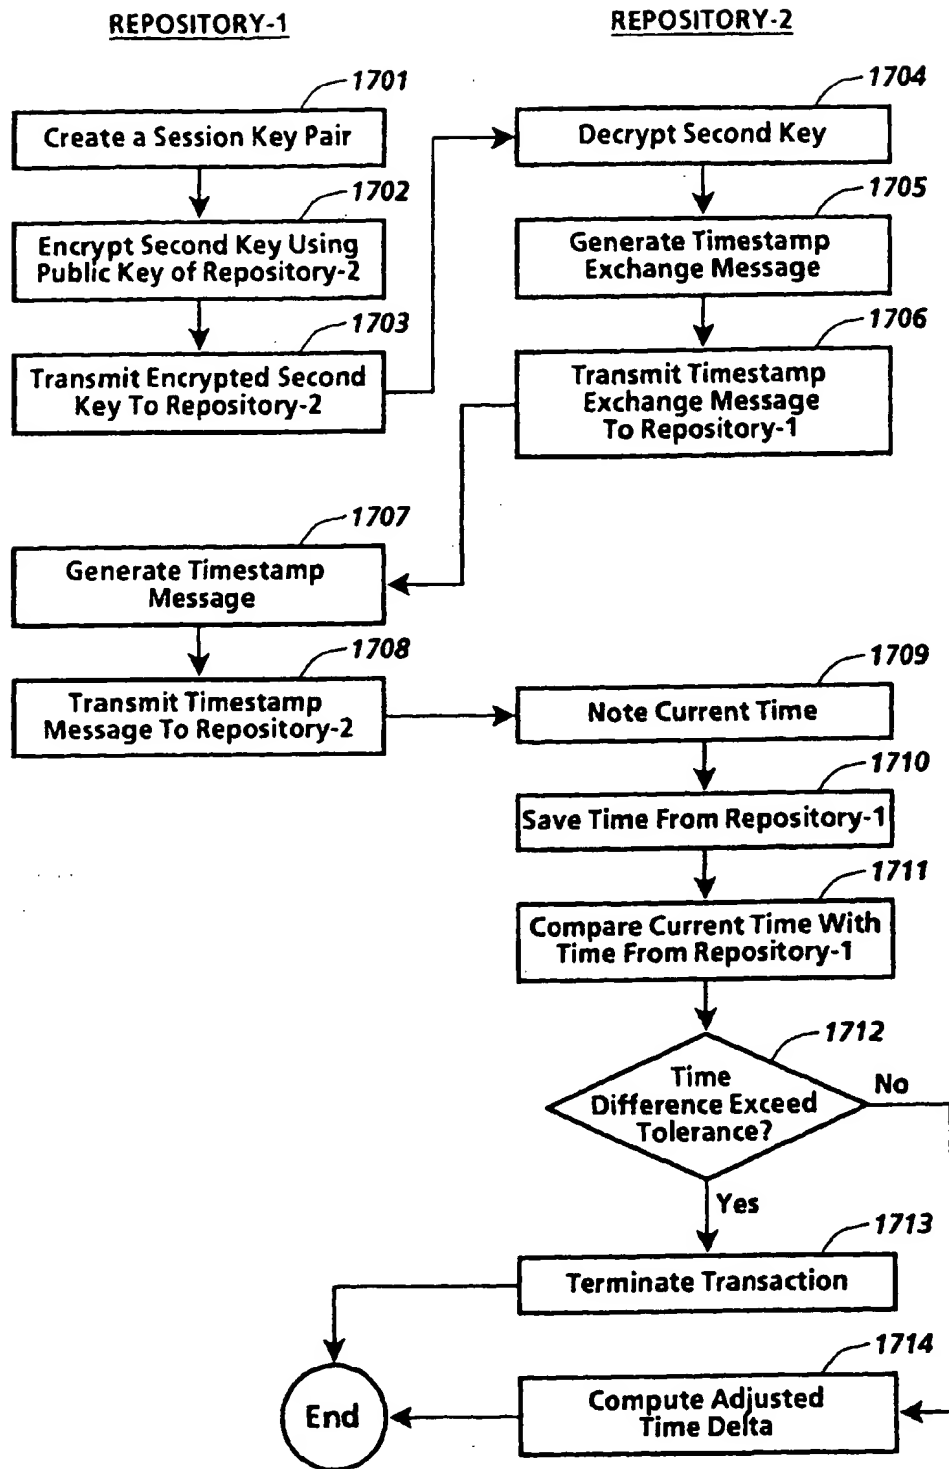 REPOSITORY-1
REPOSITORY-2
1701
Create a Session Key Pair
1702
Encrypt Second Key Using
Public Key of Repository-2
1703
Transmit Encrypted Second
Key To Repository-2
1704
Decrypt Second Key
1705
Generate Timestamp
Exchange Message
1706
Transmit Timestamp
Exchange Message
To Repository-1
1707
Generate Timestamp
Message
1708
Transmit Timestamp
Message To Repository-2
1709
Note Current Time
1710
Save Time From Repository-1
1711
Compare Current Time With
Time From Repository-1
1712
Time
Difference Exceed
Tolerance?
No
Yes
1713
Terminate Transaction
1714
Compute Adjusted
Time Delta
End